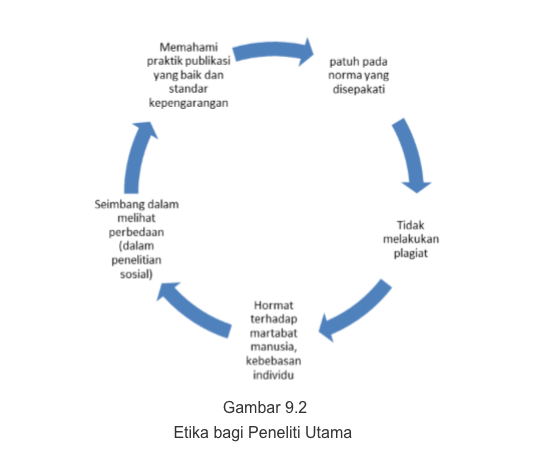 Memahami
praktik publikasi
yang baik dan
standar
kepengarangan
patuh pada
norma yang
disepakati
Tidak
melakukan
plagiat
Hormat
terhadap
martabat
manusia,
kebebasan
individu
Seimbang dalam
melihat
perbedaan
(dalam
penelitian
sosial)
Gambar 9.2
Etika bagi Peneliti Utama